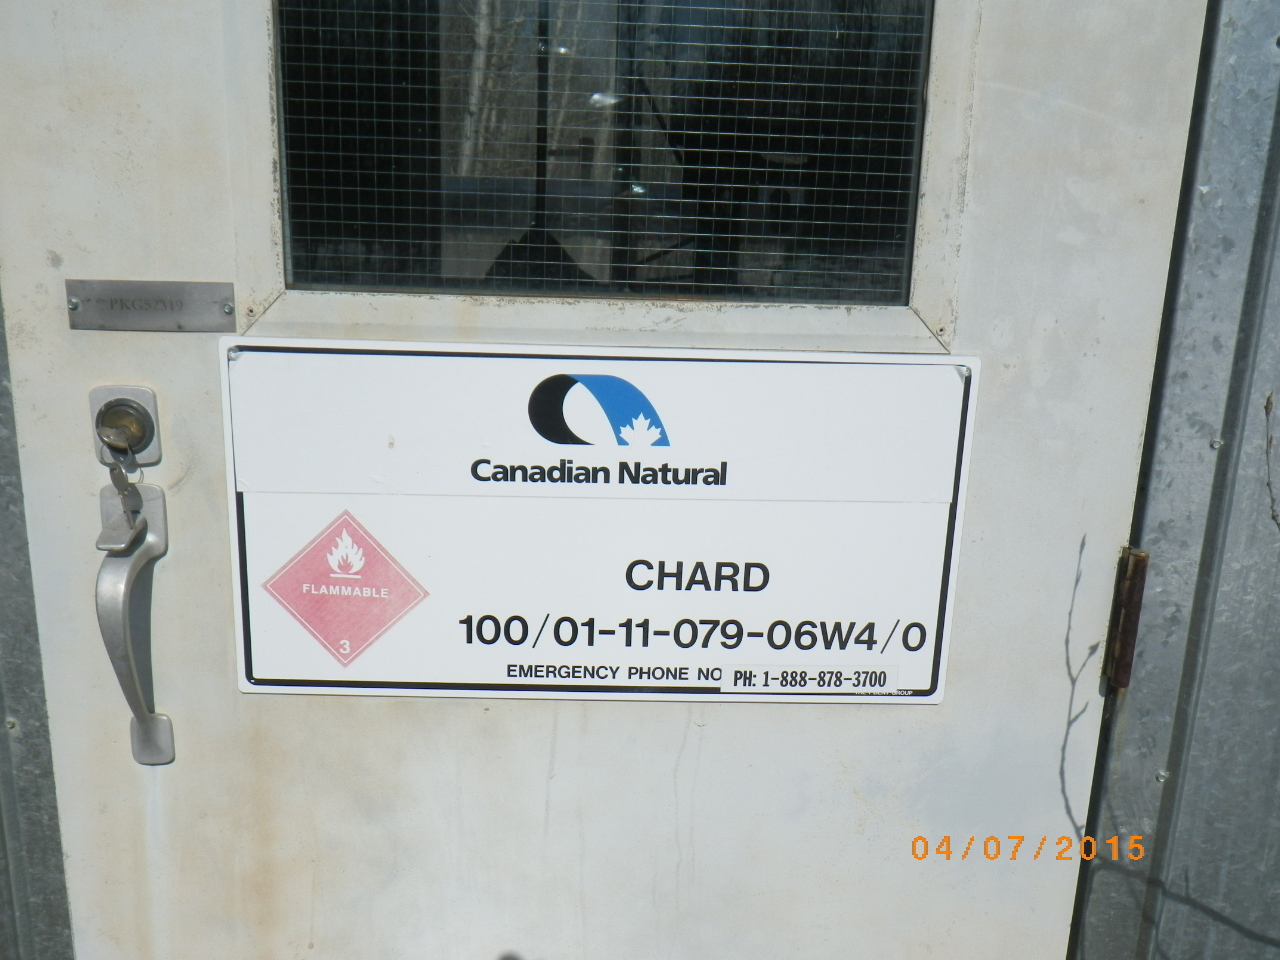 PKG52319
Canadian Natural
FLAMMABLE
3
CHARD
100/01-11-079-06W4/0
EMERGENCY PHONE NO
PH: 1-888-878-3700
04/07/2015